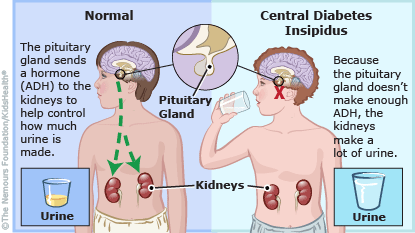 Normal
The pituitary
gland sends
a hormone
(ADH) to the
kidneys to
help control
how much
urine is
made.
Urine
Pituitary
Gland
Kidneys
Central Diabetes
Insipidus
X
Because
the pituitary
gland doesn't
make enough
ADH, the
kidneys
make a
lot of urine.
Urine
©The Nemours Foundation/KidsHealth®